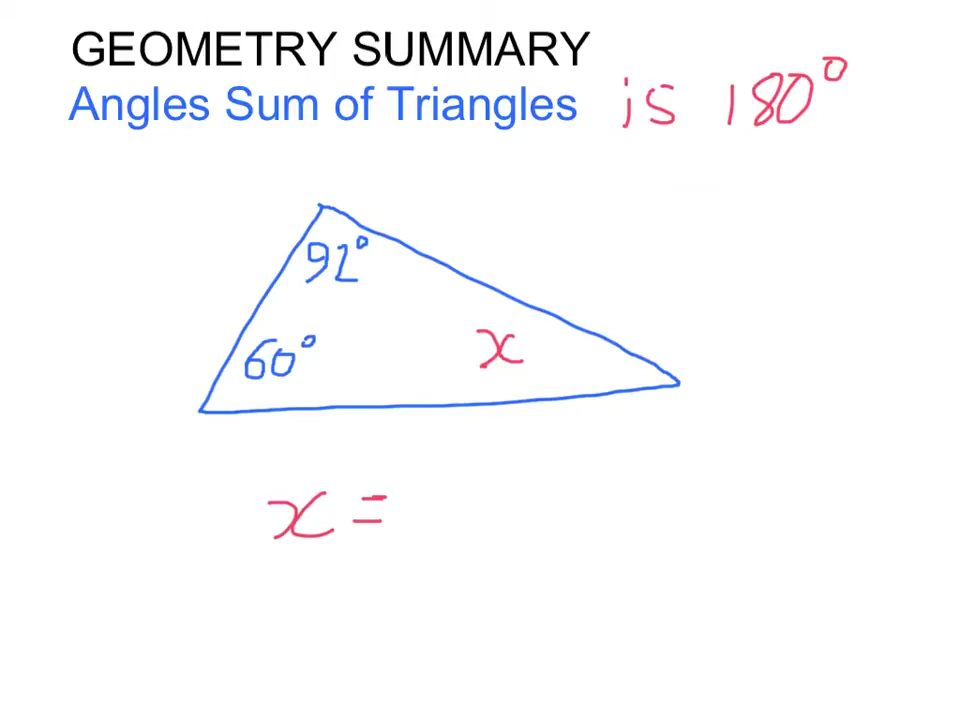 GEOMETRY SUMMARY
Angles Sum of Triangles is 180°
92°
60°
x
x =